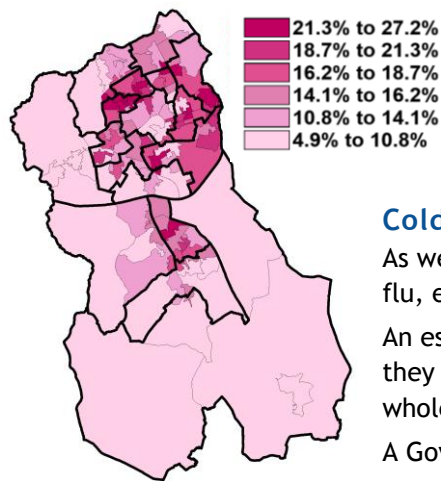 21.3% to 27.2%
18.7% to 21.3%
16.2% to 18.7%
14.1% to 16.2%
10.8% to 14.1%
4.9% to 10.8%
As we
flu, e
An es
they
whole
A Gov